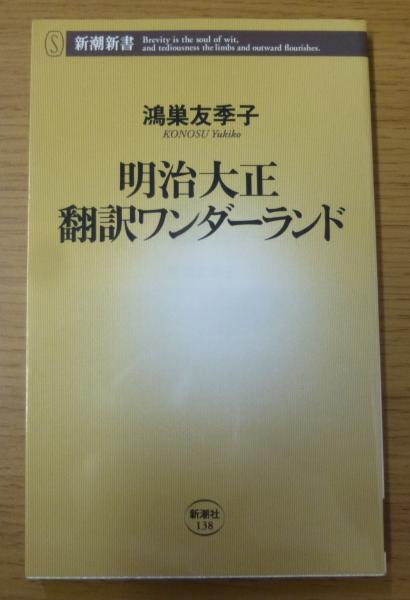 S 新潮新書
Brevity is the soul of wit,
and tediousness the limbs and outward flourishes.
鴻巣友季子
KONOSU Yukiko
明治大正
翻訳ワンダーランド
新潮社
138